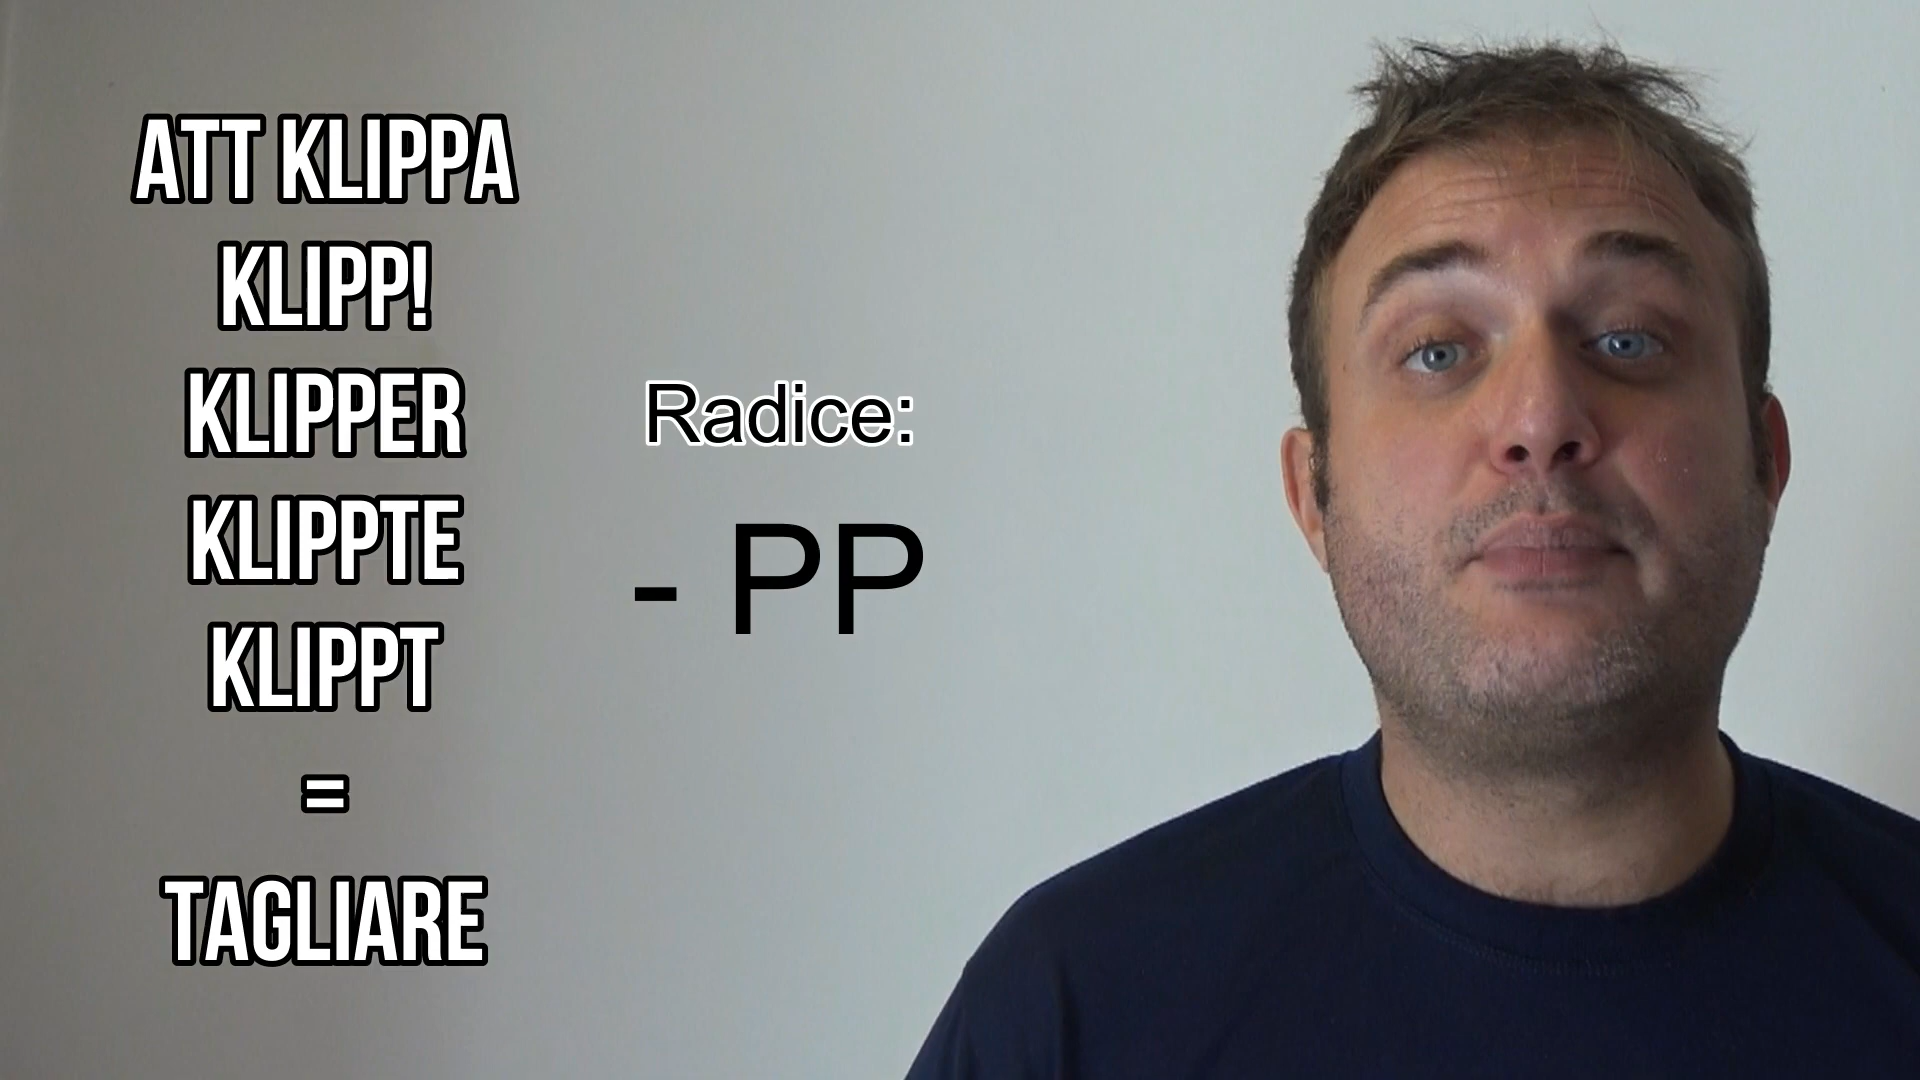 ATT KLIPPA
KLIPP!
KLIPPER
KLIPPTE
KLIPPT
=
TAGLIARE
Radice:
- PP